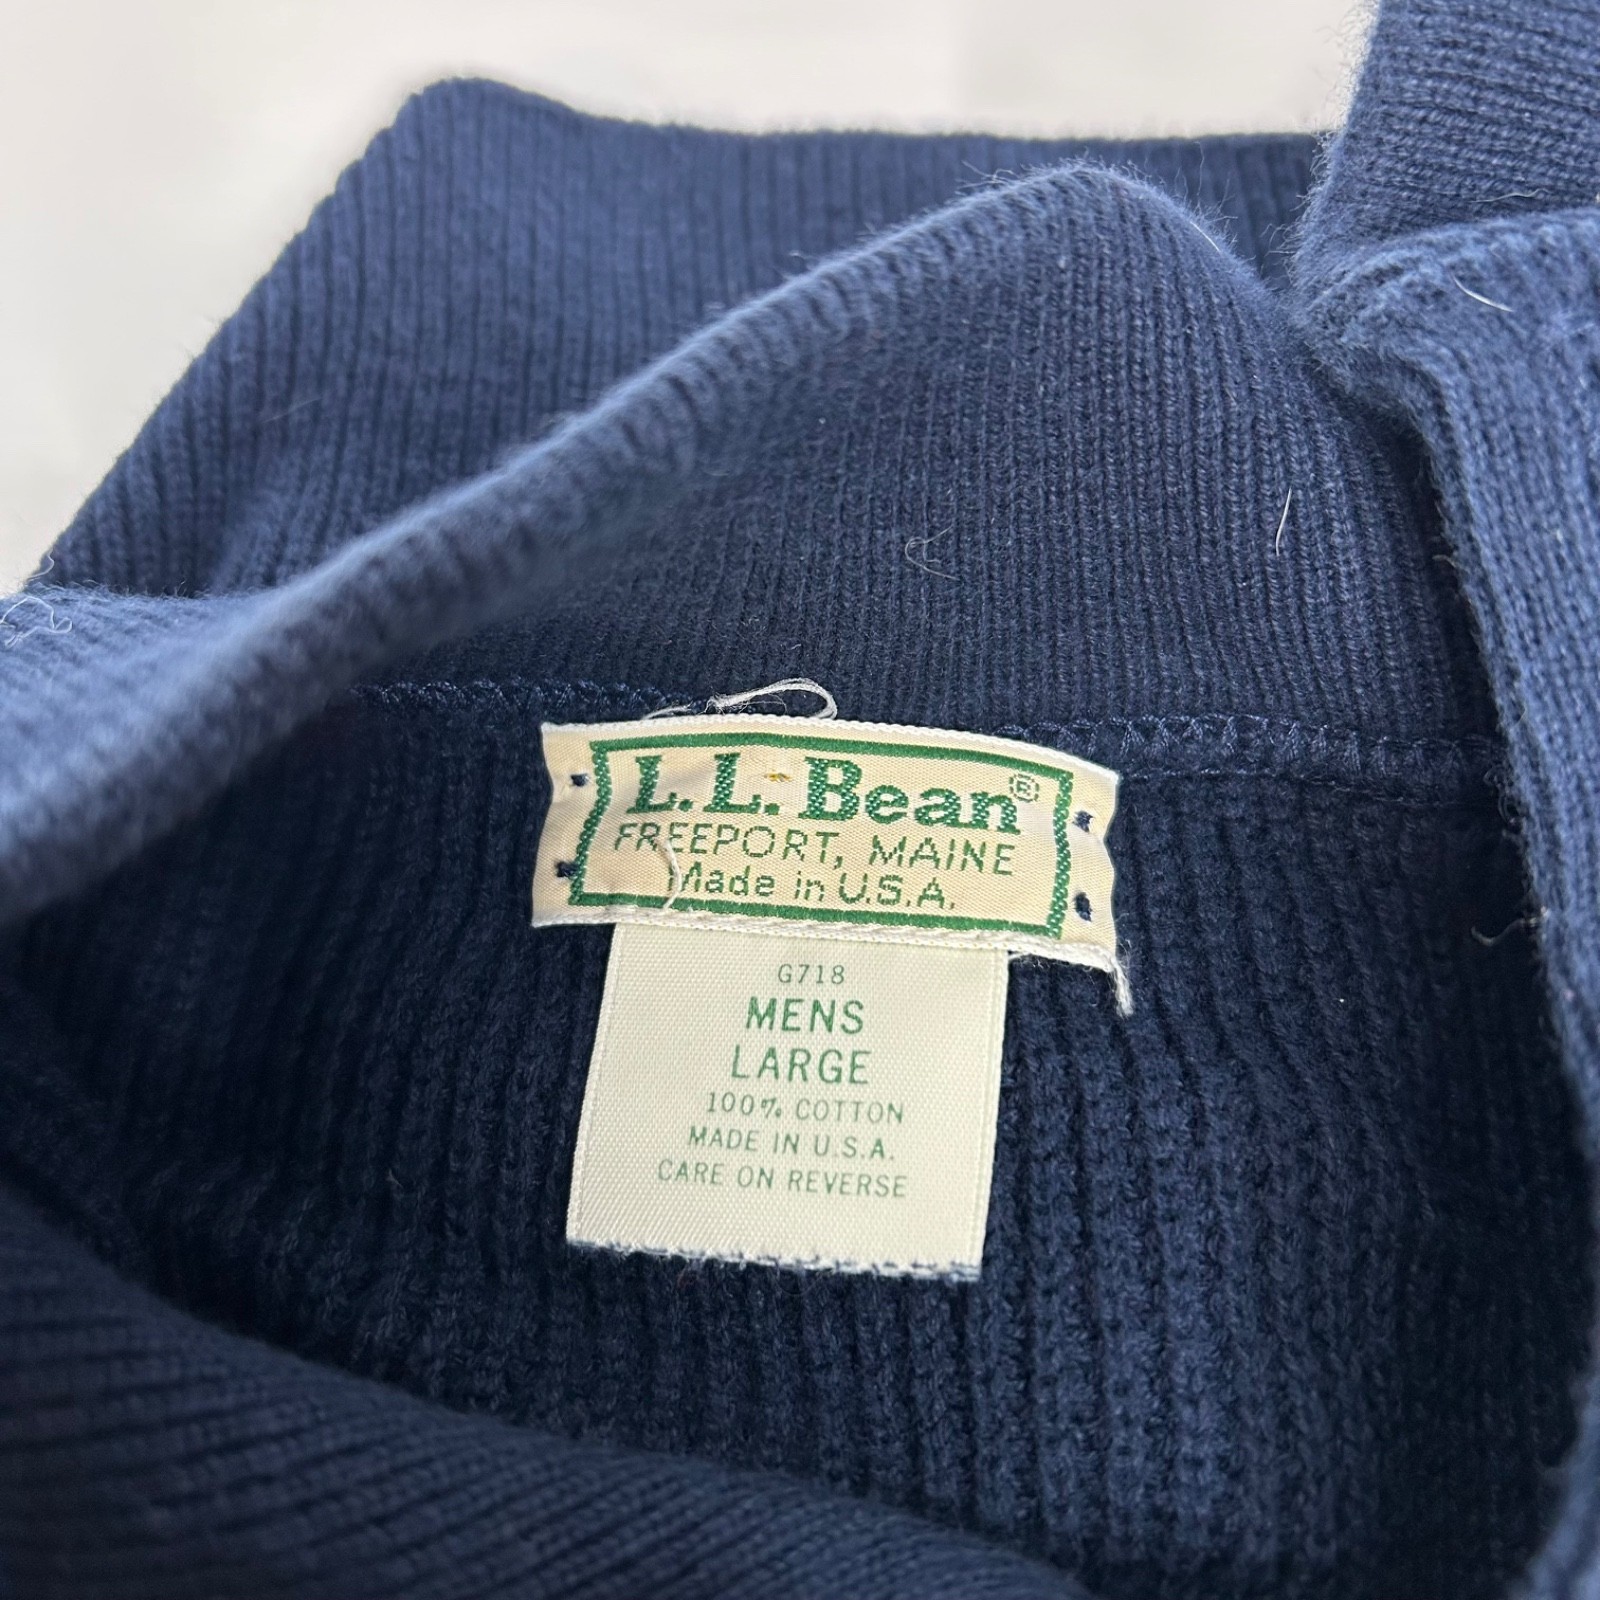 L.L.Bean®
FREEPORT, MAINE
Made in U.S.A.
G718
MENS
LARGE
100% COTTON
MADE IN U.S.A.
CARE ON REVERSE